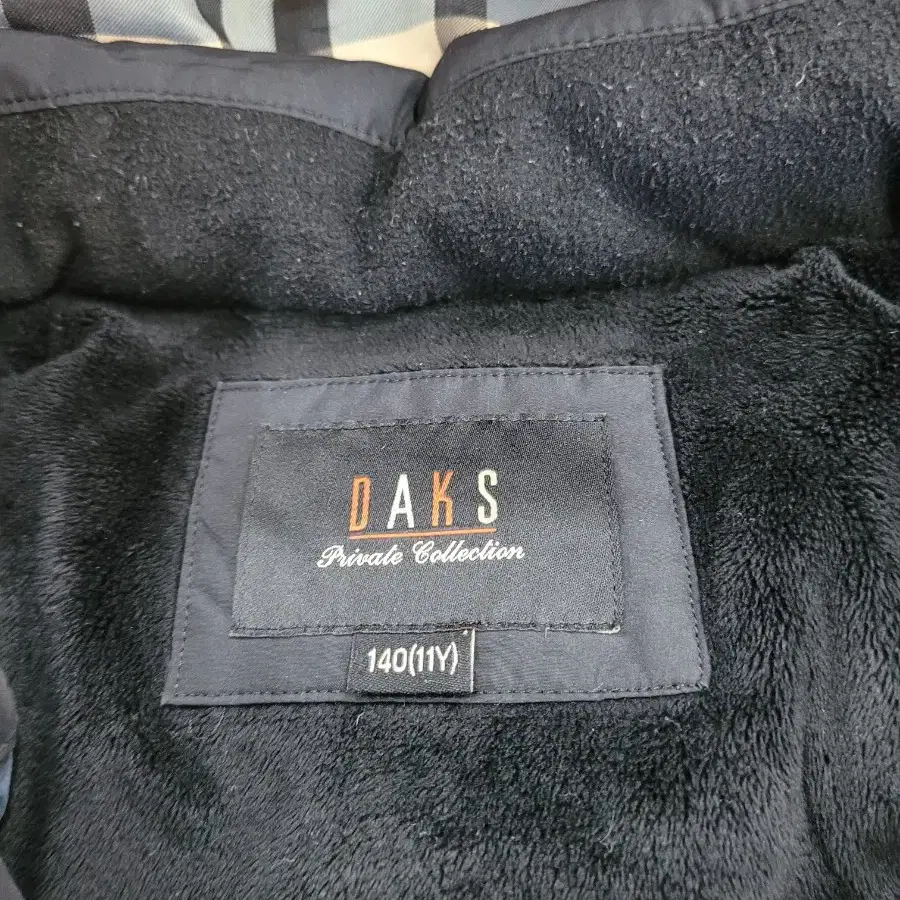 DAKS
Private Collection
140(11Y)